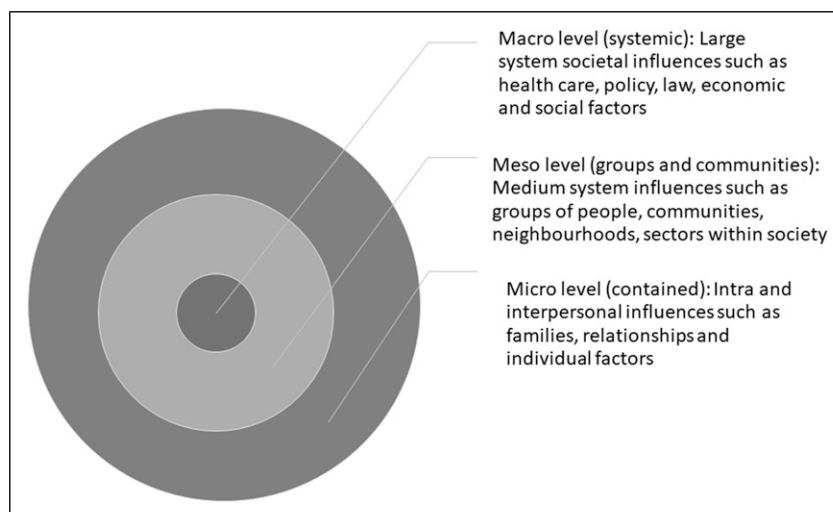 Macro level (systemic): Large
system societal influences such as
health care, policy, law, economic
and social factors
Meso level (groups and communities):
Medium system influences such as
groups of people, communities,
neighbourhoods, sectors within society
Micro level (contained): Intra and
interpersonal influences such as
families, relationships and
individual factors